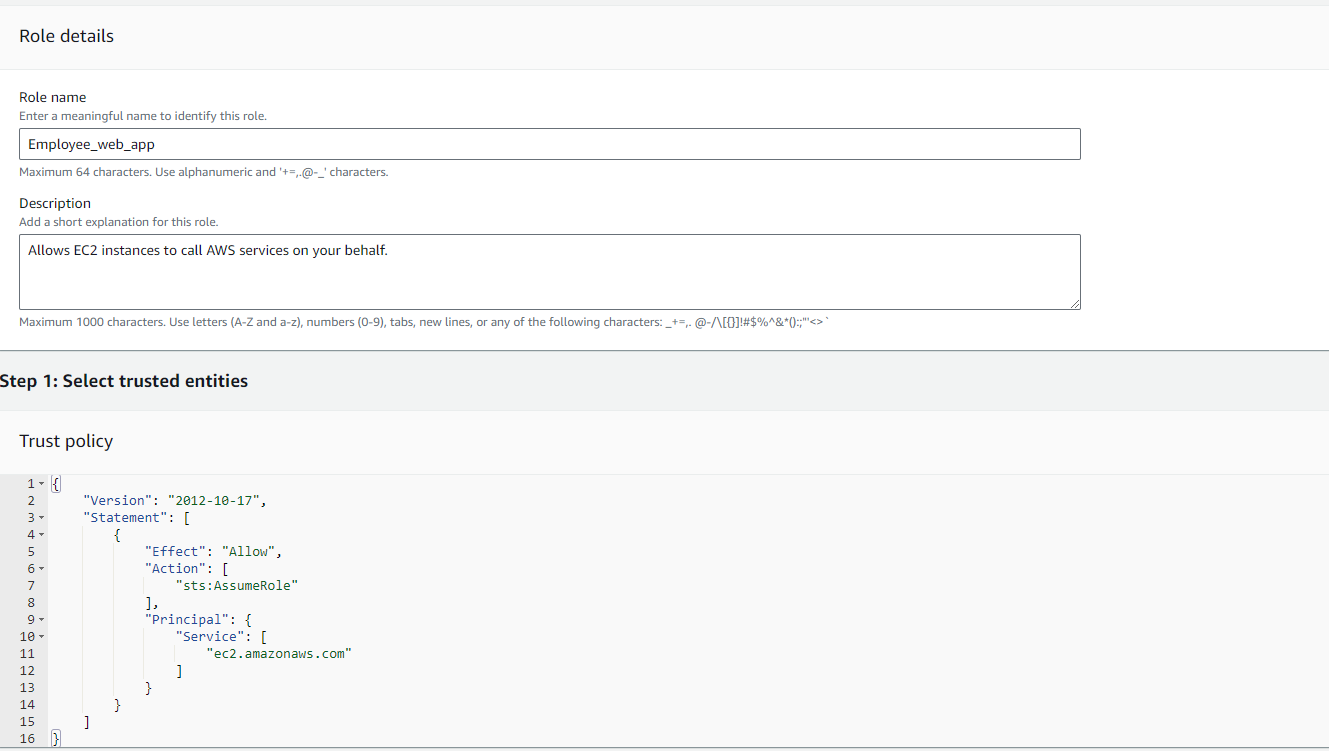 Role details
Role name
Enter a meaningful name to identify this role.
Employee_web_app
Maximum 64 characters. Use alphanumeric and '+=,.@-_' characters.
Description
Add a short explanation for this role.
Allows EC2 instances to call AWS services on your behalf.
Maximum 1000 characters. Use letters (A-Z and a-z), numbers (0-9), tabs, new lines, or any of the following characters: _+=,. @-/\[{}]!#$%^&*();:"'<>`
Step 1: Select trusted entities
Trust policy
1 {
2     "Version": "2012-10-17",
3     "Statement": [
4         {
5             "Effect": "Allow",
6             "Action": [
7                 "sts:AssumeRole"
8             ],
9             "Principal": {
10                 "Service": [
11                     "ec2.amazonaws.com"
12                 ]
13             }
14         }
15     ]
16 }